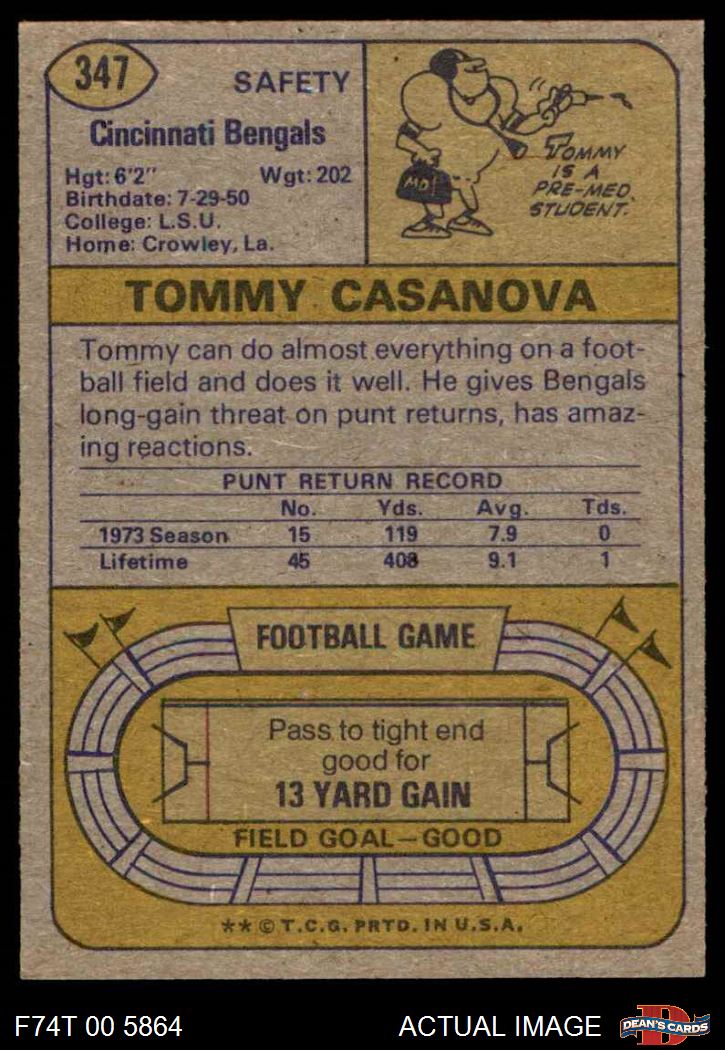 347
SAFETY
Cincinnati Bengals
Hgt: 6'2" Wgt: 202
Birthdate: 7-29-50
College: L.S.U.
Home: Crowley, La.
MD
TOMMY
IS A
PRE-MED
STUDENT.
TOMMY CASANOVA
Tommy can do almost everything on a foot-
ball field and does it well. He gives Bengals
long-gain threat on punt returns, has amaz-
ing reactions.
PUNT RETURN RECORD
No. Yds. Avg. Tds.
1973 Season 15 119 7.9 0
Lifetime 45 408 9.1 1
FOOTBALL GAME
Pass to tight end
good for
13 YARD GAIN
FIELD GOAL—GOOD
** © T.C.G. PRTD. IN U.S.A.
F74T 00 5864 ACTUAL IMAGE
D
DEAN'S CARDS